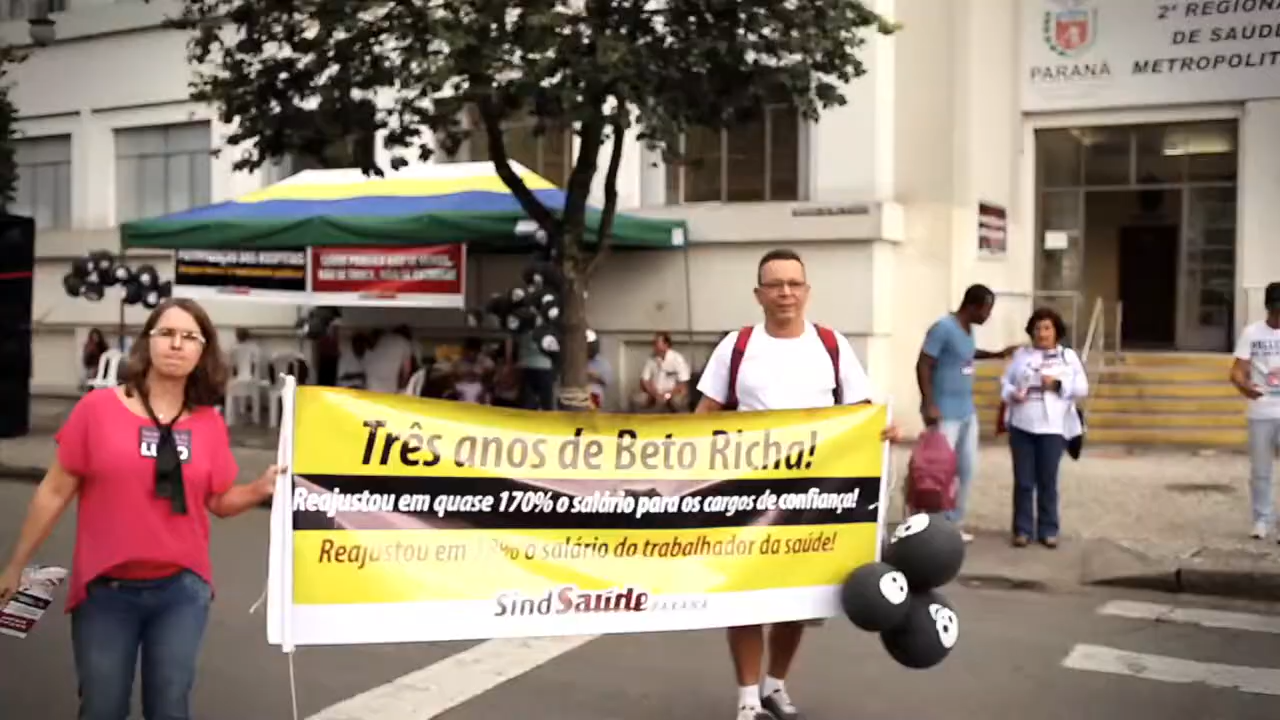 2ª REGIONA
DE SAÚDE
METROPOLIT
PARANÁ
Três anos de Beto Richa!
Reajustou em quase 170% o salário para os cargos de confiança!
Reajustou em % o salário do trabalhador da saúde!
SindSaúde PARANÁ